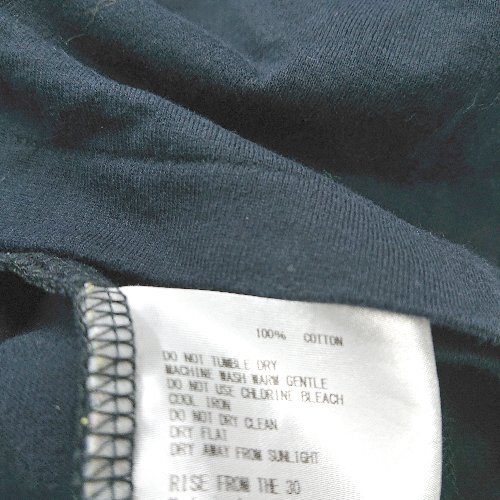 100% COTTON
DO NOT TUMBLE DRY
MACHINE WASH WARM GENTLE
DO NOT USE CHLORINE BLEACH
COOL IRON
DO NOT DRY CLEAN
DRY FLAT
DRY AWAY FROM SUNLIGHT
RISE FROM THE 30